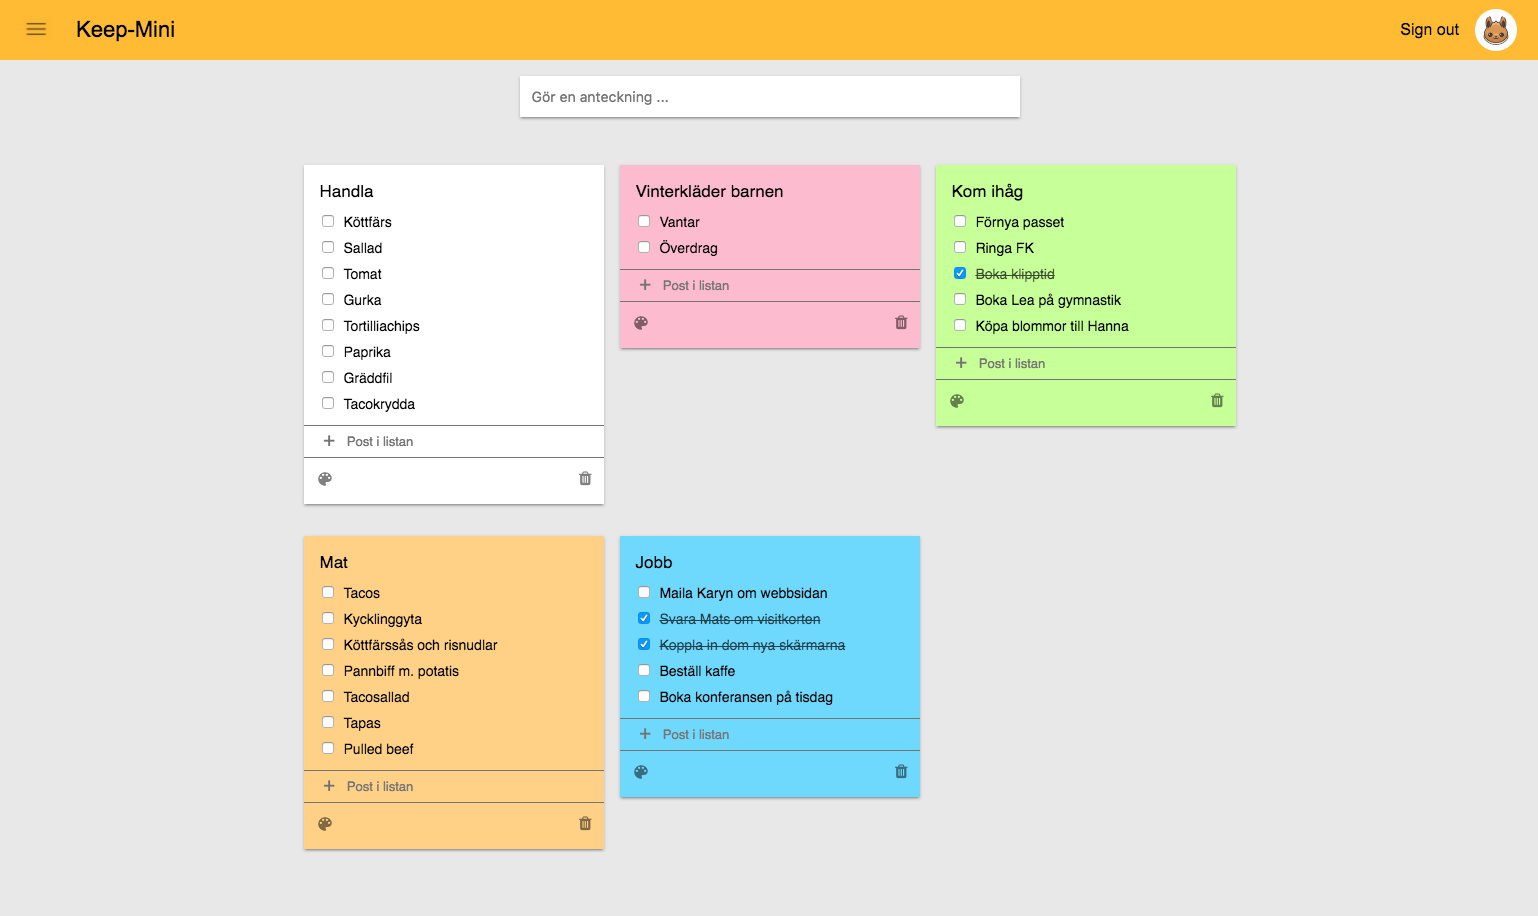 Keep-Mini
Sign out
Gör en anteckning ...
Handla
Köttfärs
Sallad
Tomat
Gurka
Tortilliachips
Paprika
Gräddfil
Tacokrydda
Post i listan
Vinterkläder barnen
Vantar
Överdrag
Post i listan
Kom ihåg
Förnya passet
Ringa FK
Boka klipptid
Boka Lea på gymnastik
Köpa blommor till Hanna
Post i listan
Mat
Tacos
Kycklinggyta
Köttfärssås och risnudlar
Pannbiff m. potatis
Tacosallad
Tapas
Pulled beef
Post i listan
Jobb
Maila Karyn om webbsidan
Svara Mats om visitkorten
Koppla in dom nya skärmarna
Beställ kaffe
Boka konferansen på tisdag
Post i listan